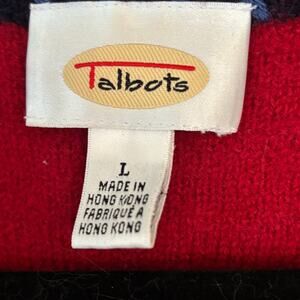 Talbots
L
MADE IN
HONG KONG
FABRIQUÉ À
HONG KONG